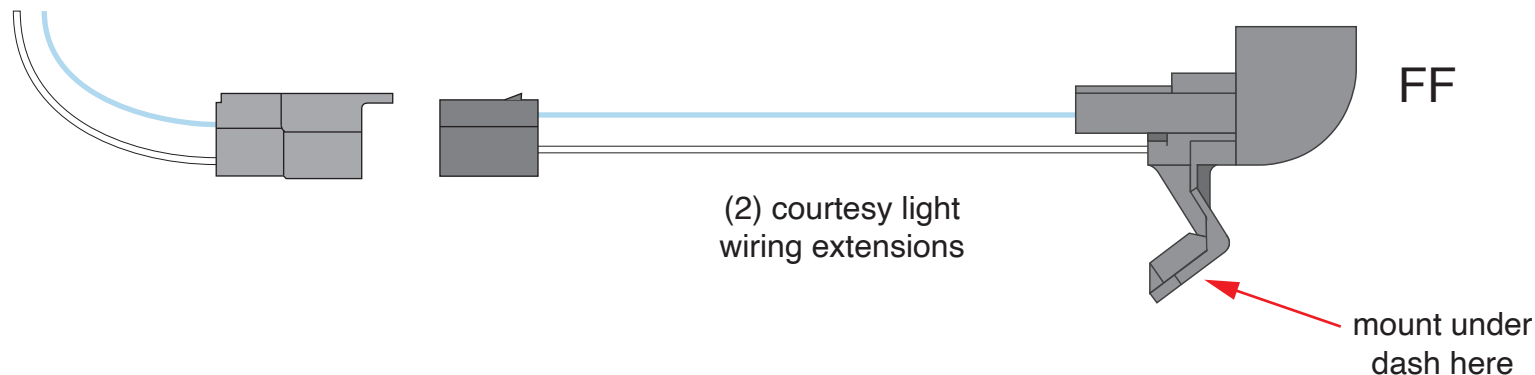 FF
(2) courtesy light
wiring extensions
mount under
dash here